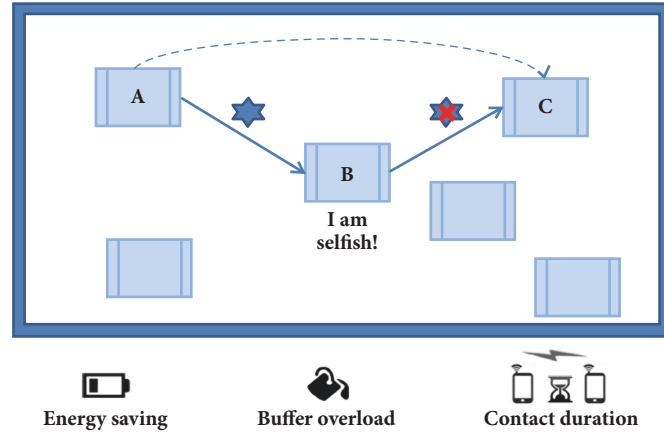 A
C
B
I am
selfish!
Energy saving
Buffer overload
Contact duration